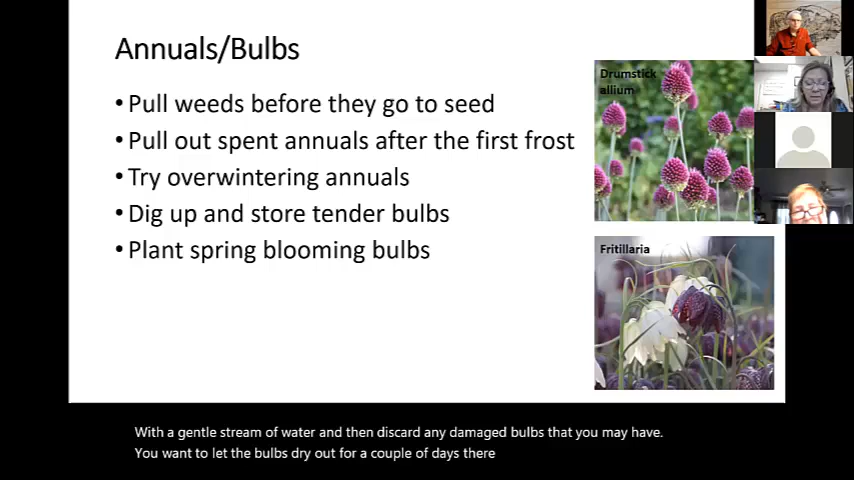 Annuals/Bulbs
• Pull weeds before they go to seed
• Pull out spent annuals after the first frost
• Try overwintering annuals
• Dig up and store tender bulbs
• Plant spring blooming bulbs
Drumstick
allium
Fritillaria
With a gentle stream of water and then discard any damaged bulbs that you may have.
You want to let the bulbs dry out for a couple of days there